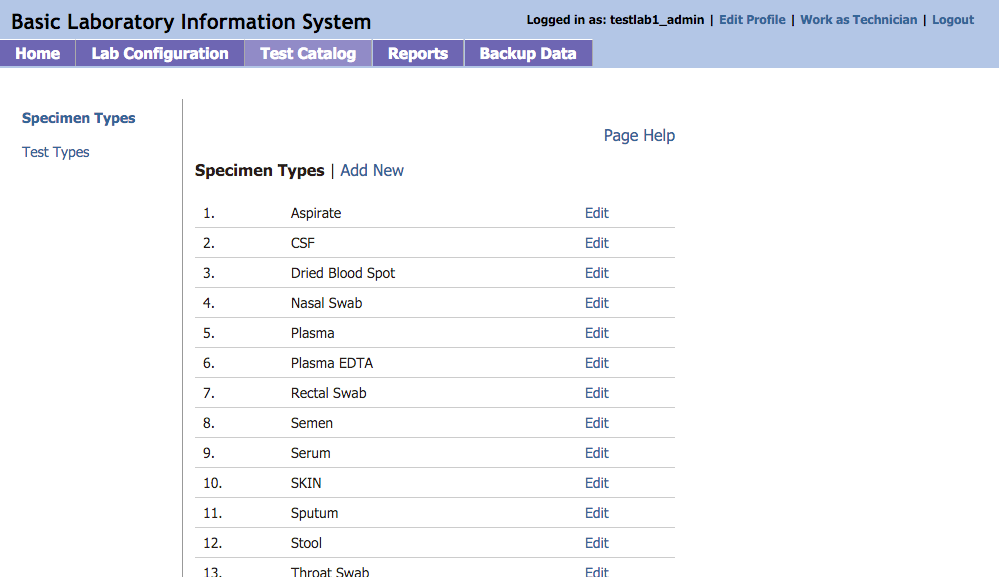 Basic Laboratory Information System
Logged in as: testlab1_admin | Edit Profile | Work as Technician | Logout
Home Lab Configuration Test Catalog Reports Backup Data
Specimen Types
Test Types
Page Help
Specimen Types | Add New
1. Aspirate Edit
2. CSF Edit
3. Dried Blood Spot Edit
4. Nasal Swab Edit
5. Plasma Edit
6. Plasma EDTA Edit
7. Rectal Swab Edit
8. Semen Edit
9. Serum Edit
10. SKIN Edit
11. Sputum Edit
12. Stool Edit
13. Throat Swab Edit